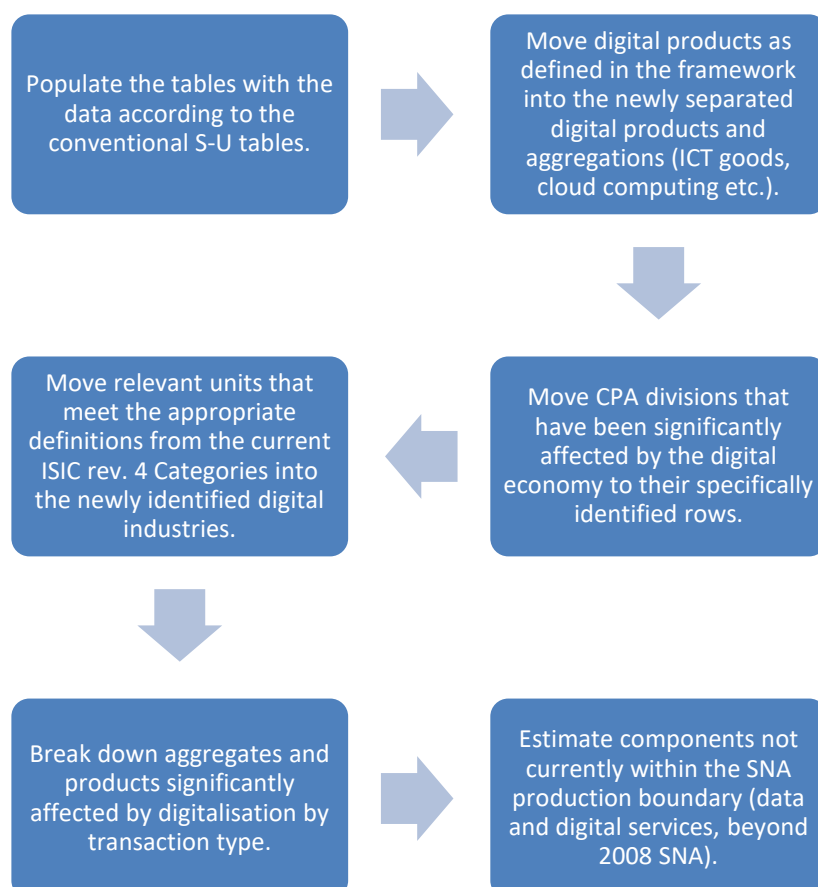 Populate the tables with the
data according to the
conventional S-U tables.
Move digital products as
defined in the framework
into the newly separated
digital products and
aggregations (ICT goods,
cloud computing etc.).
Move CPA divisions that
have been significantly
affected by the digital
economy to their specifically
identified rows.
Move relevant units that
meet the appropriate
definitions from the current
ISIC rev. 4 Categories into
the newly identified digital
industries.
Break down aggregates and
products significantly
affected by digitalisation by
transaction type.
Estimate components not
currently within the SNA
production boundary (data
and digital services, beyond
2008 SNA).